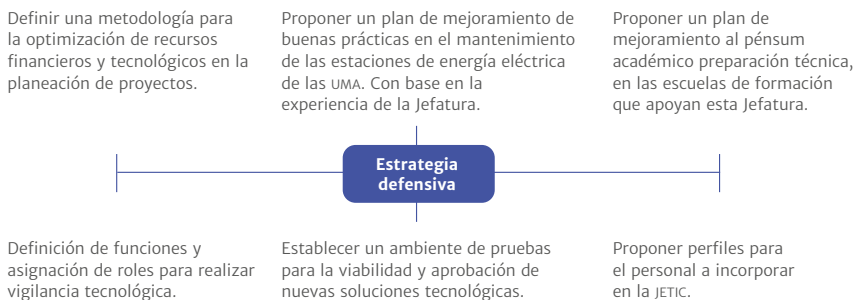 Definir una metodología para
la optimización de recursos
financieros y tecnológicos en la
planeación de proyectos.
Proponer un plan de mejoramiento de
buenas prácticas en el mantenimiento
de las estaciones de energía eléctrica
de las UMA. Con base en la
experiencia de la Jefatura.
Proponer un plan de
mejoramiento al pénsum
académico preparación técnica,
en las escuelas de formación
que apoyan esta Jefatura.
Estrategia
defensiva
Definición de funciones y
asignación de roles para realizar
vigilancia tecnológica.
Establecer un ambiente de pruebas
para la viabilidad y aprobación de
nuevas soluciones tecnológicas.
Proponer perfiles para
el personal a incorporar
en la JETIC.